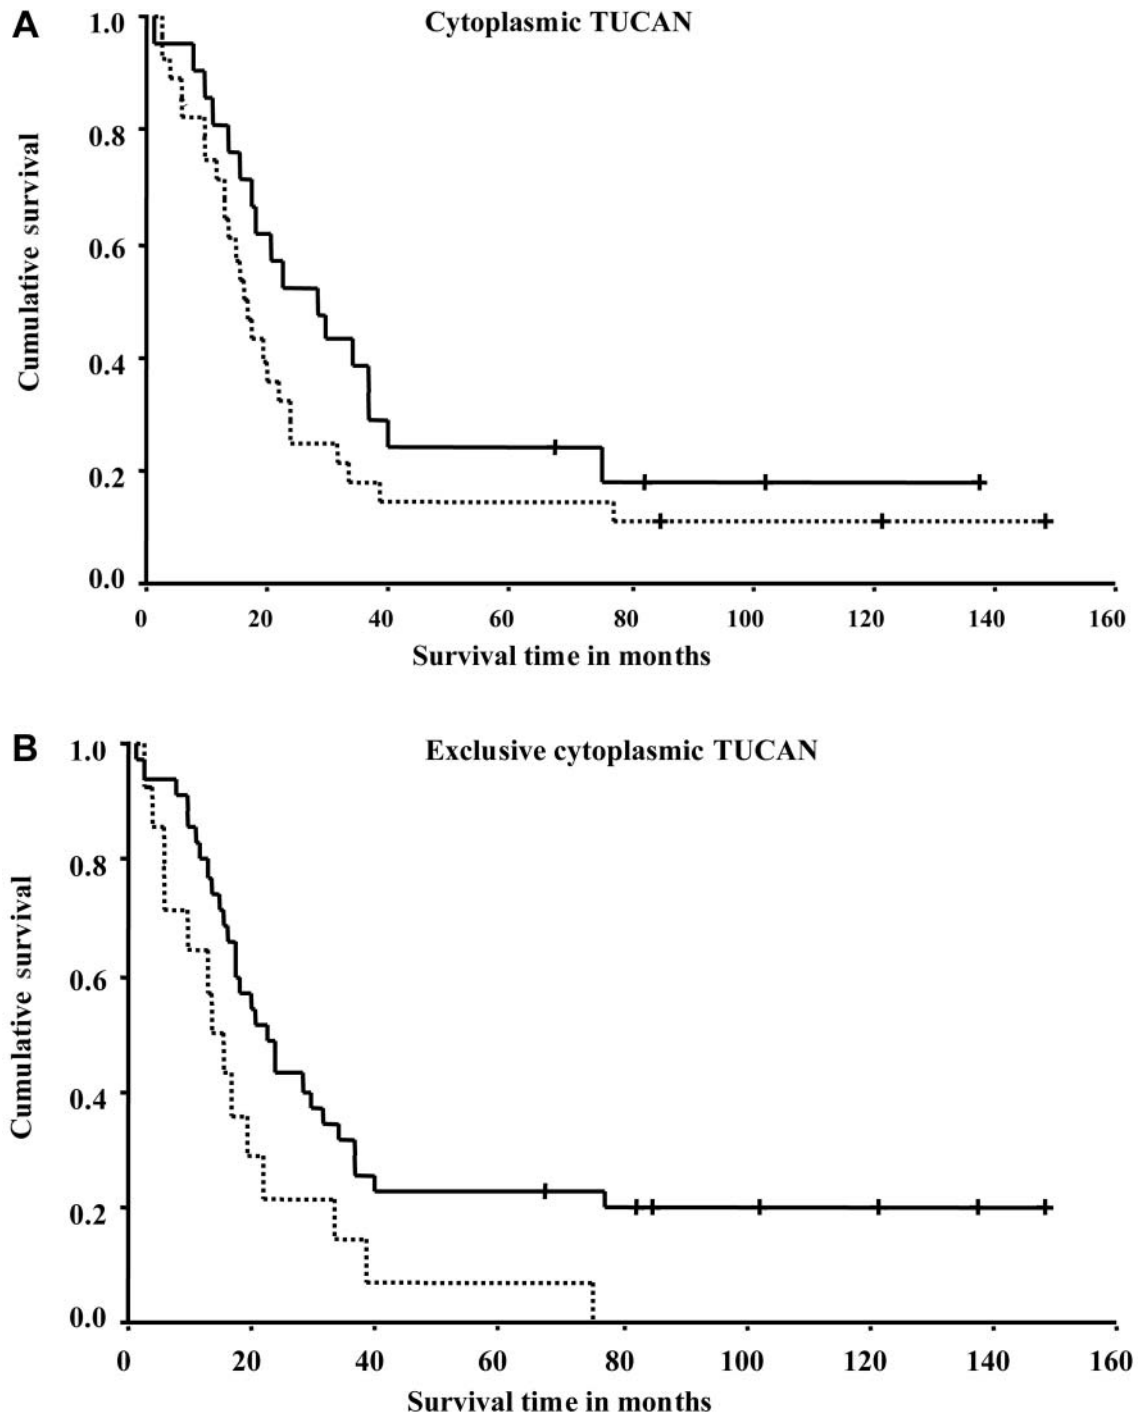 A
Cytoplasmic TUCAN
1.0
0.8
0.6
0.4
0.2
0.0
Cumulative survival
0 20 40 60 80 100 120 140 160
Survival time in months
B
Exclusive cytoplasmic TUCAN
1.0
0.8
0.6
0.4
0.2
0.0
Cumulative survival
0 20 40 60 80 100 120 140 160
Survival time in months